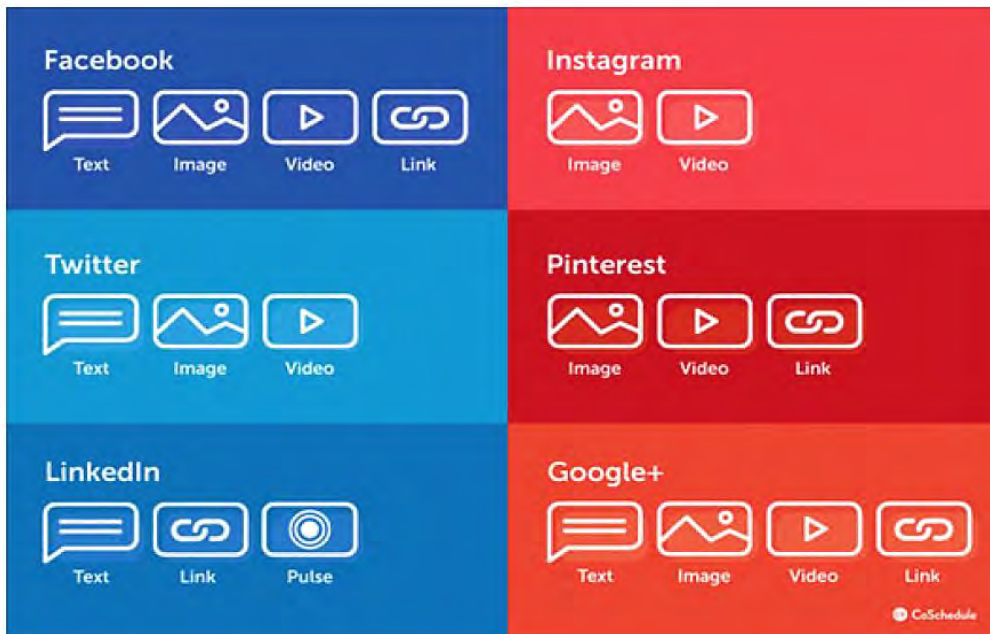 Facebook
Text Image Video Link
Instagram
Image Video
Twitter
Text Image Video
Pinterest
Image Video Link
LinkedIn
Text Link Pulse
Google+
Text Image Video Link
CoSchedule